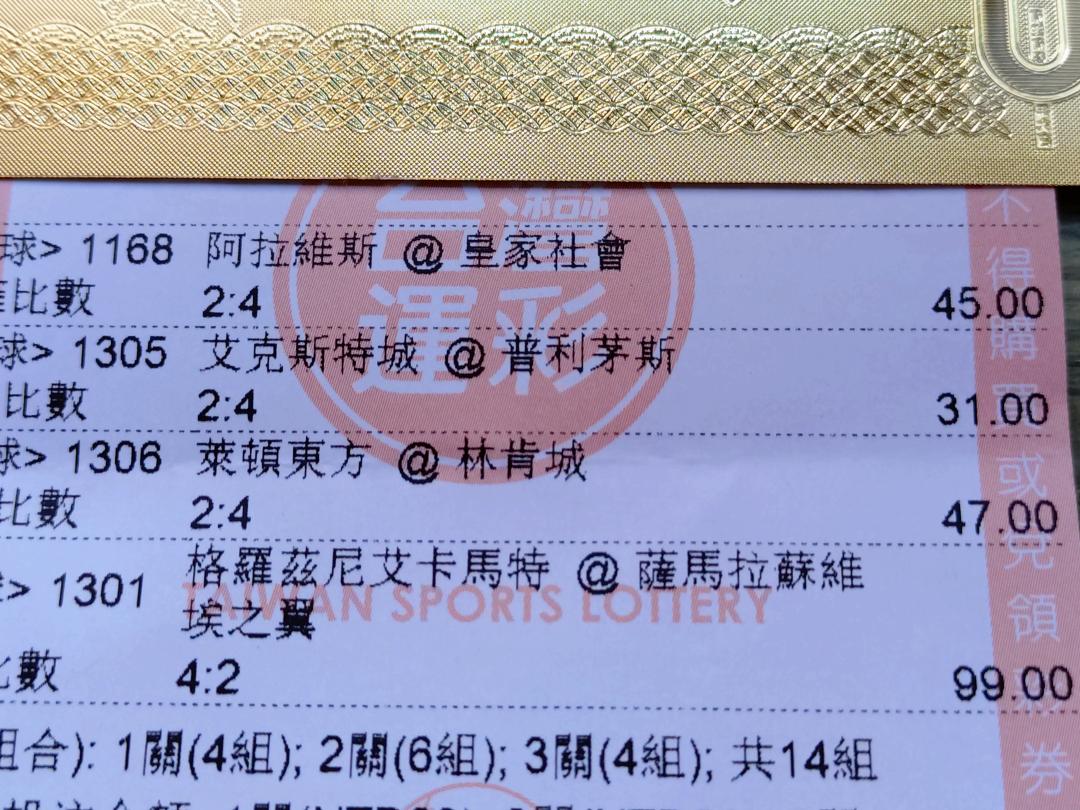 台灣
運彩
球> 1168 阿拉維斯 @ 皇家社會
比數 2:4 45.00
球> 1305 艾克斯特城 @ 普利茅斯
比數 2:4 31.00
球> 1306 萊頓東方 @ 林肯城
比數 2:4 47.00
> 1301 格羅茲尼艾卡馬特 @ 薩馬拉蘇維
埃之翼
TAIWAN SPORTS LOTTERY
比數 4:2 99.00
組合): 1關(4組); 2關(6組); 3關(4組); 共14組
不得購買或兌領彩券